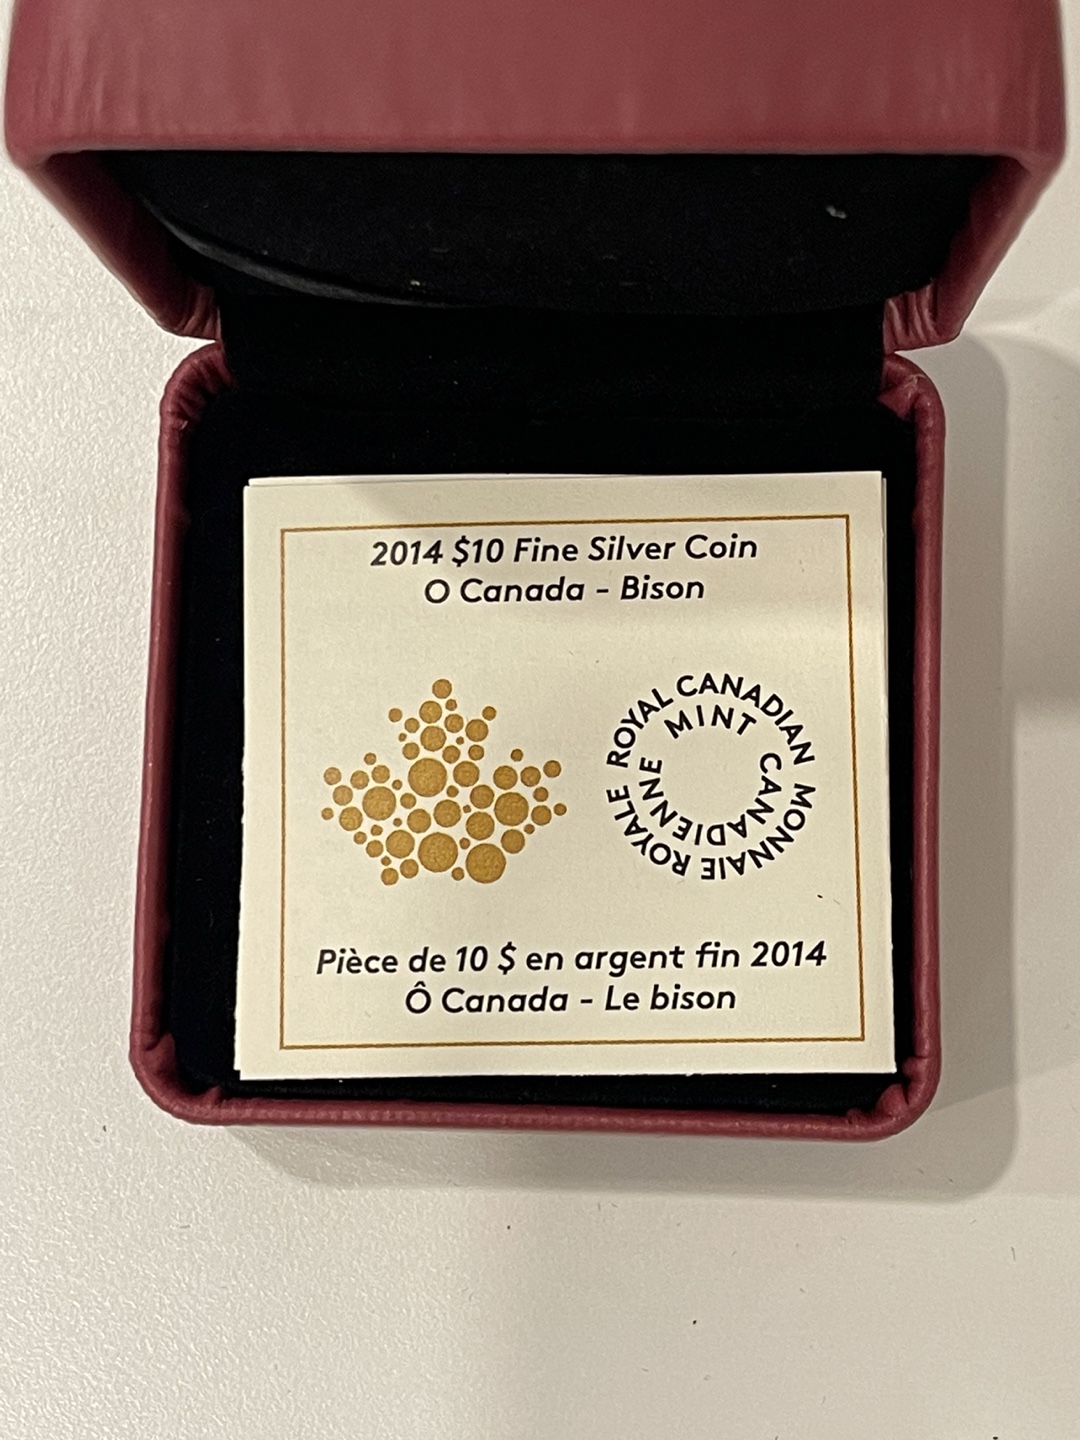 2014 $10 Fine Silver Coin
O Canada - Bison
ROYAL CANADIAN MINT
MONNAIE ROYALE CANADIENNE
Pièce de 10 $ en argent fin 2014
Ô Canada - Le bison